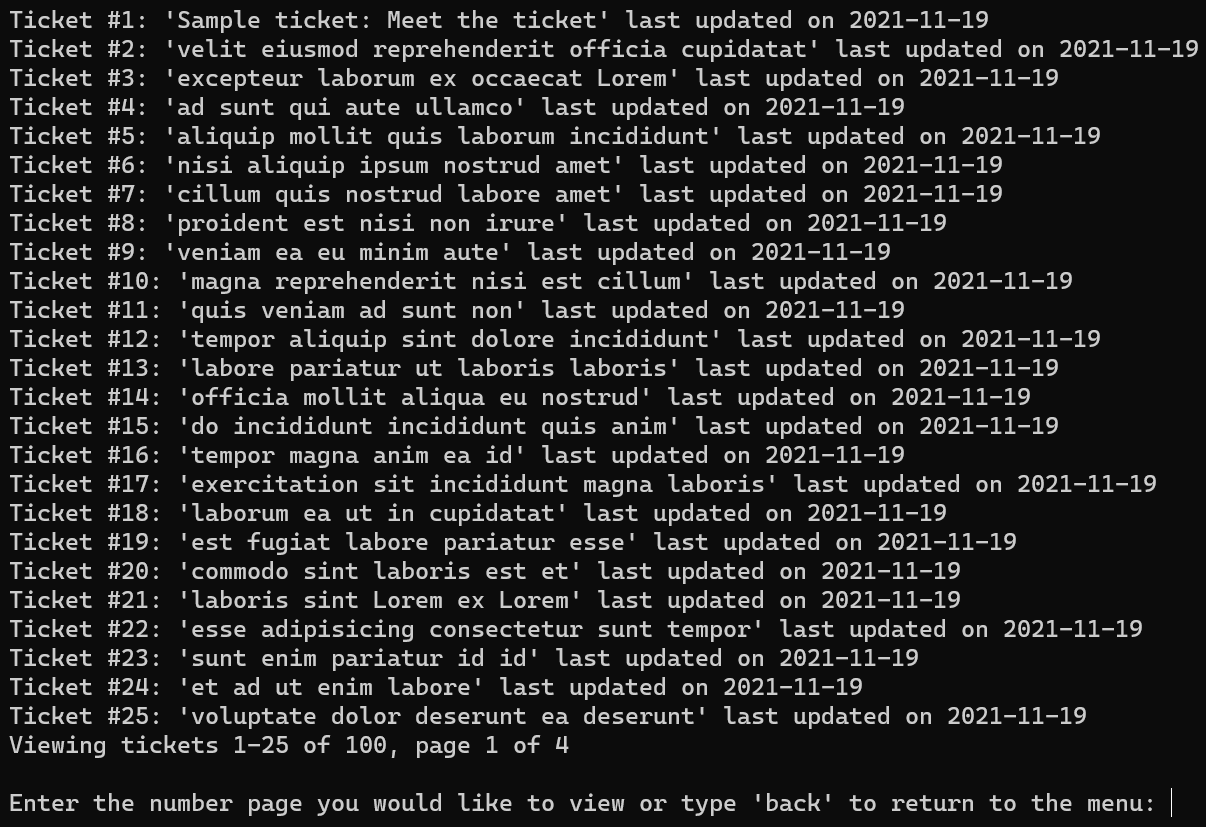 Ticket #1: 'Sample ticket: Meet the ticket' last updated on 2021-11-19
Ticket #2: 'velit eiusmod reprehenderit officia cupidatat' last updated on 2021-11-19
Ticket #3: 'excepteur laborum ex occaecat Lorem' last updated on 2021-11-19
Ticket #4: 'ad sunt qui aute ullamco' last updated on 2021-11-19
Ticket #5: 'aliquip mollit quis laborum incididunt' last updated on 2021-11-19
Ticket #6: 'nisi aliquip ipsum nostrud amet' last updated on 2021-11-19
Ticket #7: 'cillum quis nostrud labore amet' last updated on 2021-11-19
Ticket #8: 'proident est nisi non irure' last updated on 2021-11-19
Ticket #9: 'veniam ea eu minim aute' last updated on 2021-11-19
Ticket #10: 'magna reprehenderit nisi est cillum' last updated on 2021-11-19
Ticket #11: 'quis veniam ad sunt non' last updated on 2021-11-19
Ticket #12: 'tempor aliquip sint dolore incididunt' last updated on 2021-11-19
Ticket #13: 'labore pariatur ut laboris laboris' last updated on 2021-11-19
Ticket #14: 'officia mollit aliqua eu nostrud' last updated on 2021-11-19
Ticket #15: 'do incididunt incididunt quis anim' last updated on 2021-11-19
Ticket #16: 'tempor magna anim ea id' last updated on 2021-11-19
Ticket #17: 'exercitation sit incididunt magna laboris' last updated on 2021-11-19
Ticket #18: 'laborum ea ut in cupidatat' last updated on 2021-11-19
Ticket #19: 'est fugiat labore pariatur esse' last updated on 2021-11-19
Ticket #20: 'commodo sint laboris est et' last updated on 2021-11-19
Ticket #21: 'laboris sint Lorem ex Lorem' last updated on 2021-11-19
Ticket #22: 'esse adipisicing consectetur sunt tempor' last updated on 2021-11-19
Ticket #23: 'sunt enim pariatur id id' last updated on 2021-11-19
Ticket #24: 'et ad ut enim labore' last updated on 2021-11-19
Ticket #25: 'voluptate dolor deserunt ea deserunt' last updated on 2021-11-19
Viewing tickets 1-25 of 100, page 1 of 4
Enter the number page you would like to view or type 'back' to return to the menu: